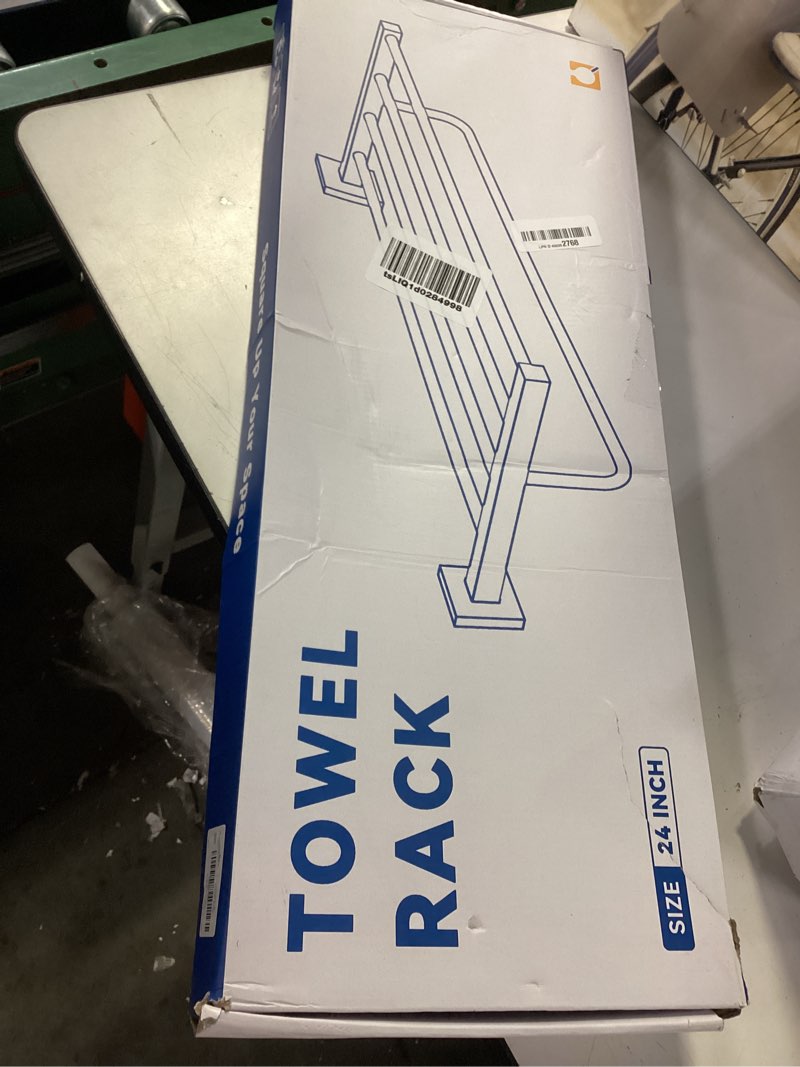 TOWEL
RACK
SIZE 24 INCH
Square Up Your Space
tsLIQ1d0284998
2768